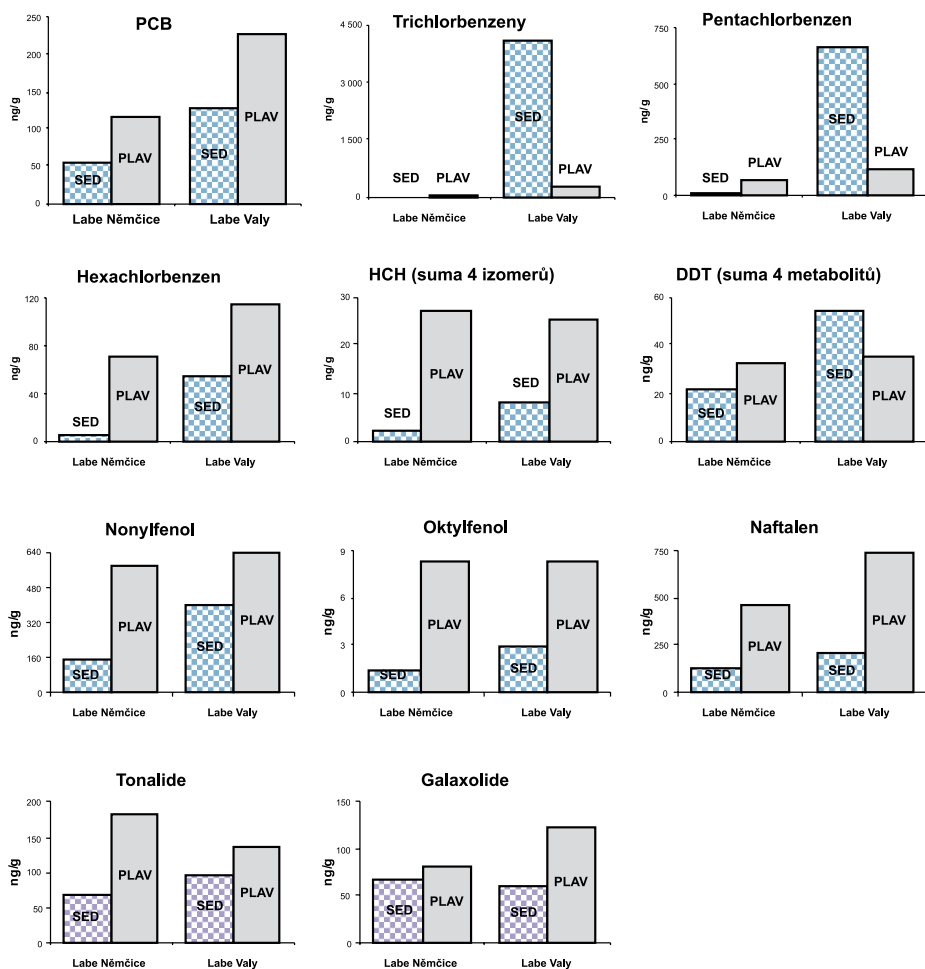 PCB
ng/g
250
200
150
100
50
0
SED
PLAV
SED
PLAV
Labe Němčice
Labe Valy
Trichlorbenzeny
ng/g
4 500
3 000
1 500
0
SED
PLAV
SED
PLAV
Labe Němčice
Labe Valy
Pentachlorbenzen
ng/g
750
500
250
0
SED
PLAV
SED
PLAV
Labe Němčice
Labe Valy
Hexachlorbenzen
ng/g
120
80
40
0
SED
PLAV
SED
PLAV
Labe Němčice
Labe Valy
HCH (suma 4 izomerů)
ng/g
30
20
10
0
SED
PLAV
SED
PLAV
Labe Němčice
Labe Valy
DDT (suma 4 metabolitů)
ng/g
60
40
20
0
SED
PLAV
SED
PLAV
Labe Němčice
Labe Valy
Nonylfenol
ng/g
640
480
320
160
0
SED
PLAV
SED
PLAV
Labe Němčice
Labe Valy
Oktylfenol
ng/g
9
6
3
0
SED
PLAV
SED
PLAV
Labe Němčice
Labe Valy
Naftalen
ng/g
750
500
250
0
SED
PLAV
SED
PLAV
Labe Němčice
Labe Valy
Tonalide
ng/g
200
150
100
50
0
SED
PLAV
SED
PLAV
Labe Němčice
Labe Valy
Galaxolide
ng/g
150
100
50
0
SED
PLAV
SED
PLAV
Labe Němčice
Labe Valy